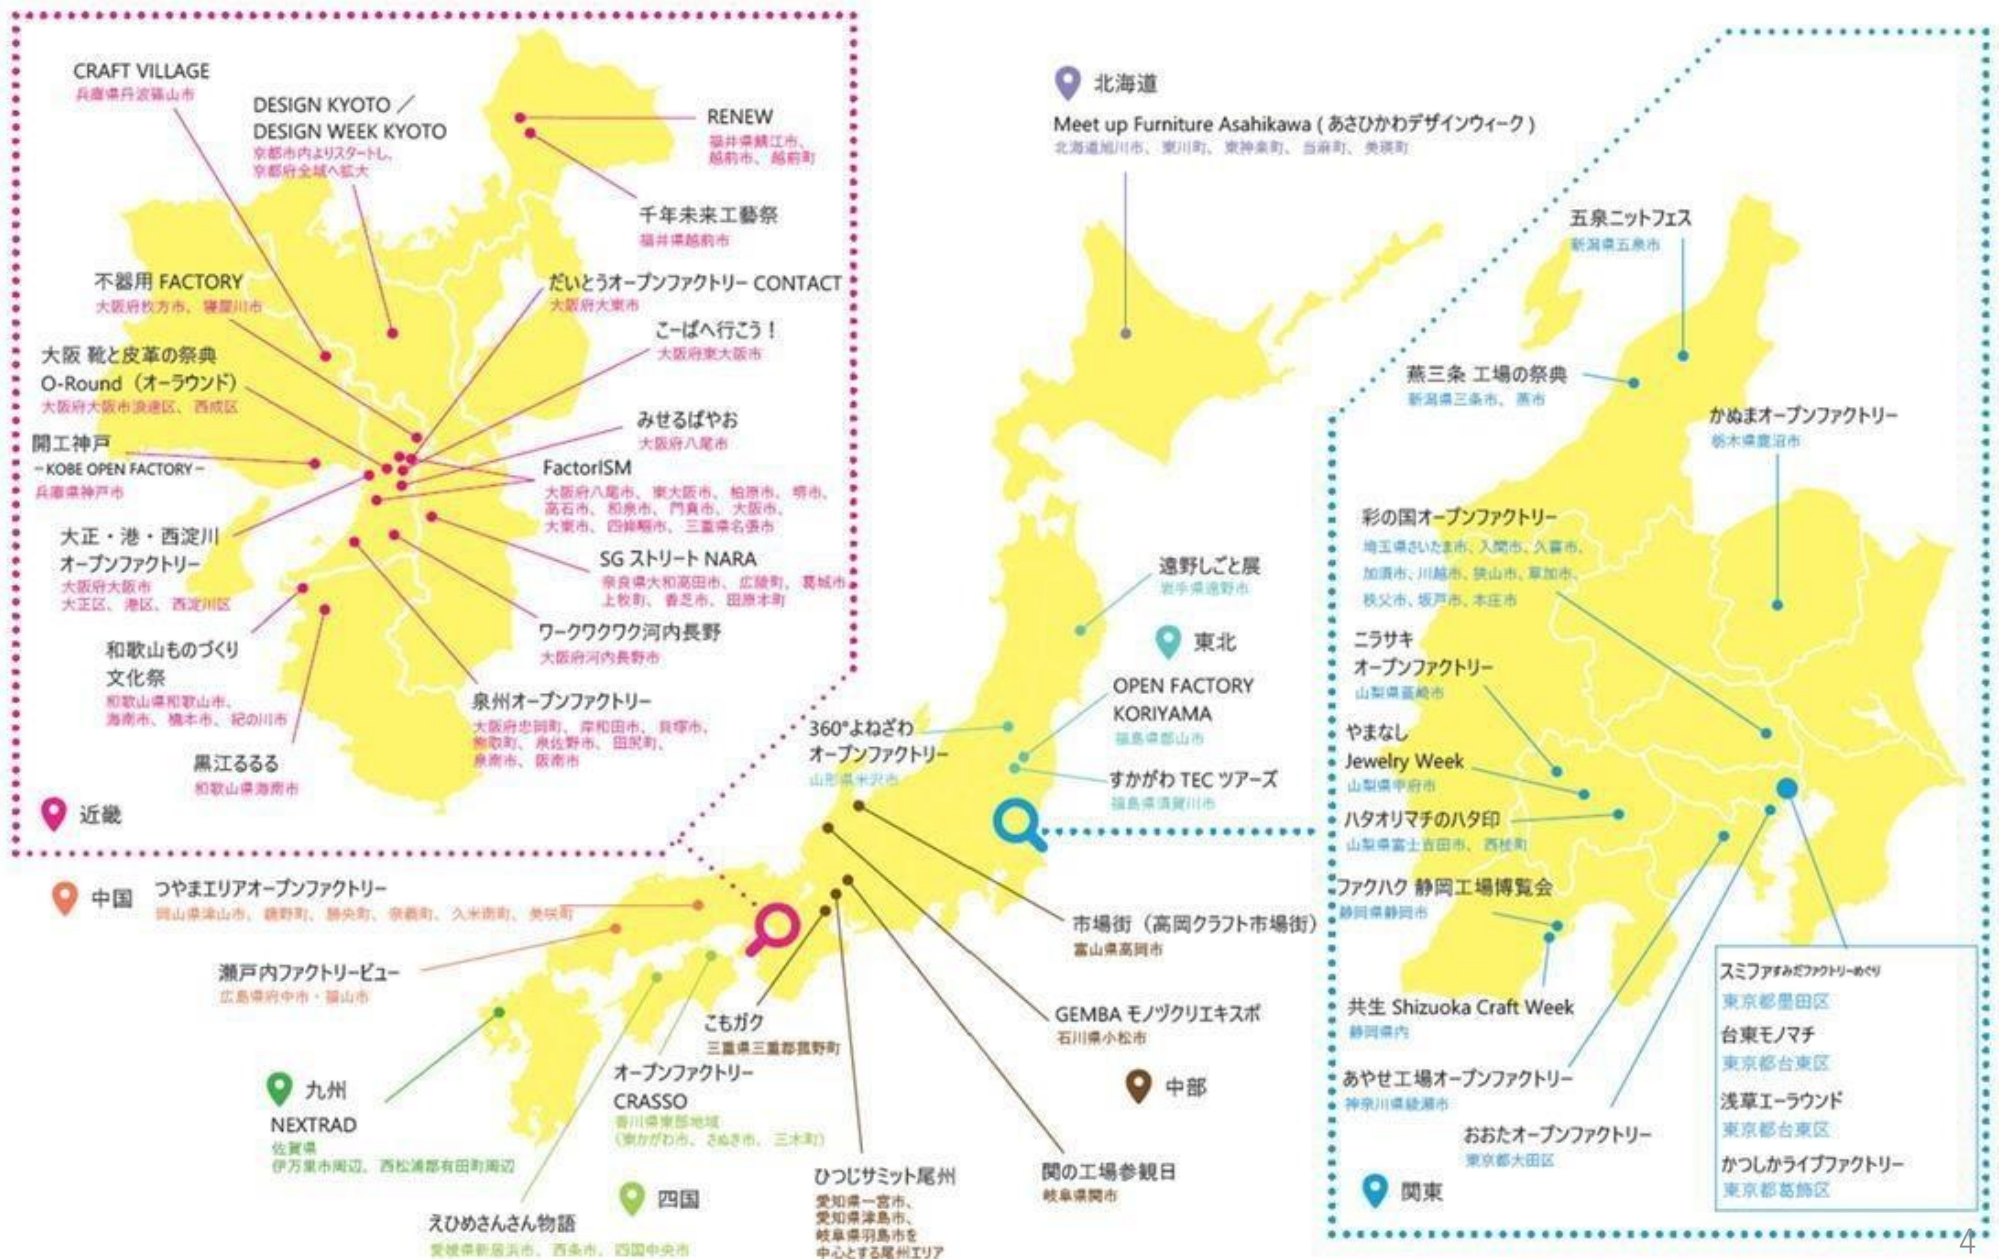 CRAFT VILLAGE
兵庫県丹波篠山市
DESIGN KYOTO ／
DESIGN WEEK KYOTO
京都市内よりスタートし、
京都府全域へ拡大
RENEW
福井県鯖江市、
越前市、越前町
千年未来工藝祭
福井県越前市
不器用 FACTORY
大阪府枚方市、寝屋川市
だいとうオープンファクトリー CONTACT
大阪府大東市
こーばへ行こう！
大阪府東大阪市
大阪 靴と皮革の祭典
O-Round（オーラウンド）
大阪府大阪市浪速区、西成区
みせるばやお
大阪府八尾市
開工神戸
－KOBE OPEN FACTORY－
兵庫県神戸市
FactorISM
大阪府八尾市、東大阪市、柏原市、堺市、
高石市、和泉市、門真市、大阪市、
大東市、四條畷市、三重県名張市
大正・港・西淀川
オープンファクトリー
大阪府大阪市
大正区、港区、西淀川区
SG ストリート NARA
奈良県大和高田市、広陵町、葛城市、
上牧町、香芝市、田原本町
ワークワクワク河内長野
大阪府河内長野市
和歌山ものづくり
文化祭
和歌山県和歌山市、
海南市、橋本市、紀の川市
泉州オープンファクトリー
大阪府忠岡町、岸和田市、貝塚市、
熊取町、泉佐野市、田尻町、
泉南市、阪南市
黒江るるる
和歌山県海南市
近畿
北海道
Meet up Furniture Asahikawa ( あさひかわデザインウィーク )
北海道旭川市、東川町、東神楽町、当麻町、美瑛町
遠野しごと展
岩手県遠野市
東北
OPEN FACTORY
KORIYAMA
福島県郡山市
360°よねざわ
オープンファクトリー
山形県米沢市
すかがわ TEC ツアーズ
福島県須賀川市
中国
つやまエリアオープンファクトリー
岡山県津山市、鏡野町、勝央町、奈義町、久米南町、美咲町
瀬戸内ファクトリービュー
広島県府中市・福山市
市場街（高岡クラフト市場街）
富山県高岡市
GEMBA モノヅクリエキスポ
石川県小松市
こもガク
三重県三重郡菰野町
中部
九州
NEXTRAD
佐賀県
伊万里市周辺、西松浦郡有田町周辺
オープンファクトリー
CRASSO
香川県東部地域
（東かがわ市、さぬき市、三木町）
四国
えひめさんさん物語
愛媛県新居浜市、西条市、四国中央市
ひつじサミット尾州
愛知県一宮市、
愛知県津島市、
岐阜県羽島市を
中心とする尾州エリア
関の工場参観日
岐阜県関市
五泉ニットフェス
新潟県五泉市
燕三条 工場の祭典
新潟県三条市、燕市
かぬまオープンファクトリー
栃木県鹿沼市
彩の国オープンファクトリー
埼玉県さいたま市、入間市、久喜市、
加須市、川越市、狭山市、草加市、
秩父市、坂戸市、本庄市
ニラサキ
オープンファクトリー
山梨県韮崎市
やまなし
Jewelry Week
山梨県甲府市
ハタオリマチのハタ印
山梨県富士吉田市、西桂町
ファクハク 静岡工場博覧会
静岡県静岡市
共生 Shizuoka Craft Week
静岡県内
あやせ工場オープンファクトリー
神奈川県綾瀬市
おおたオープンファクトリー
東京都大田区
関東
スミファすみだファクトリーめぐり
東京都墨田区
台東モノマチ
東京都台東区
浅草エーラウンド
東京都台東区
かつしかライブファクトリー
東京都葛飾区
4